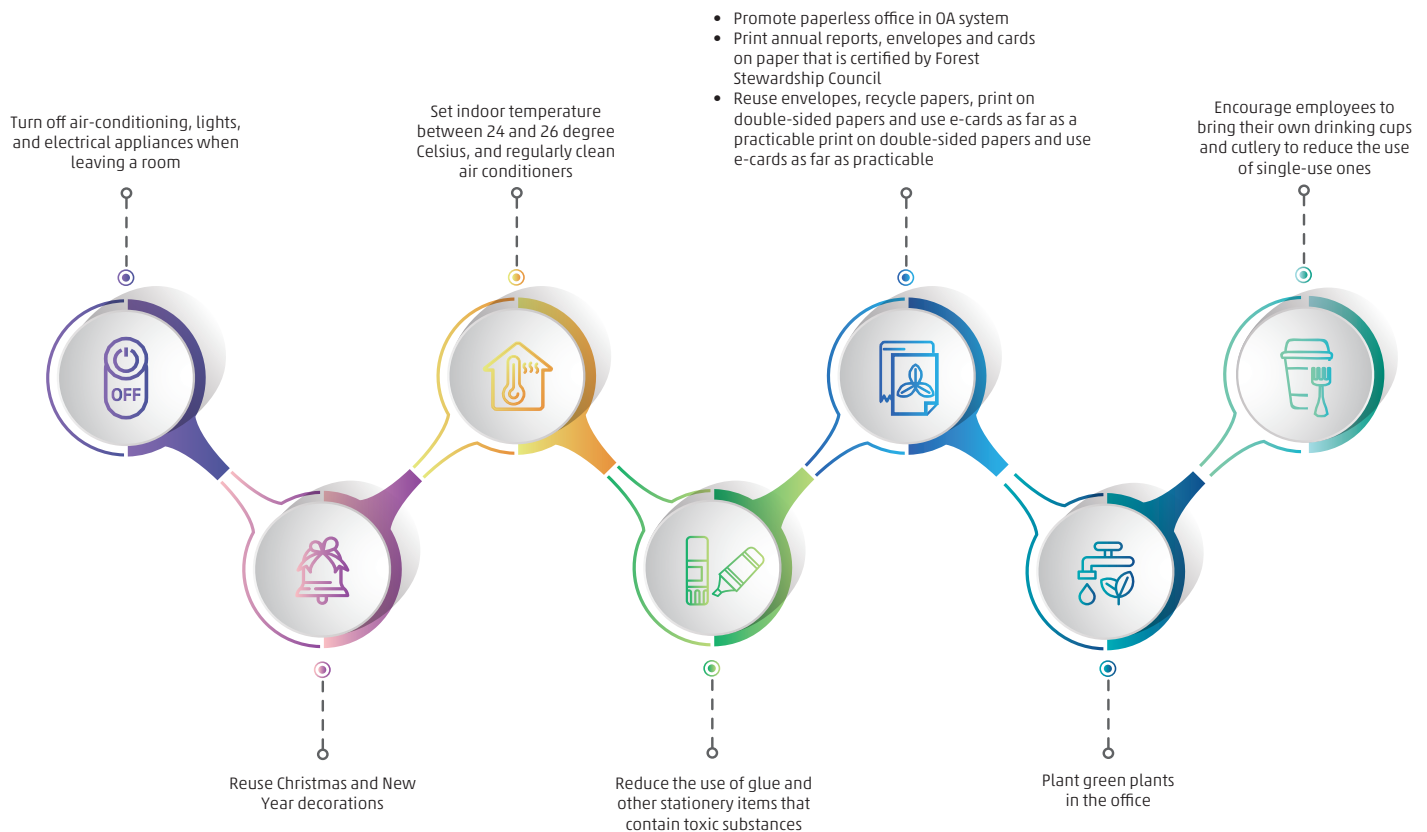 Turn off air-conditioning, lights,
and electrical appliances when
leaving a room
Set indoor temperature
between 24 and 26 degree
Celsius, and regularly clean
air conditioners
• Promote paperless office in OA system
• Print annual reports, envelopes and cards
on paper that is certified by Forest
Stewardship Council
• Reuse envelopes, recycle papers, print on
double-sided papers and use e-cards as far as a
practicable print on double-sided papers and use
e-cards as far as practicable
Encourage employees to
bring their own drinking cups
and cutlery to reduce the use
of single-use ones
OFF
Reuse Christmas and New
Year decorations
Reduce the use of glue and
other stationery items that
contain toxic substances
Plant green plants
in the office